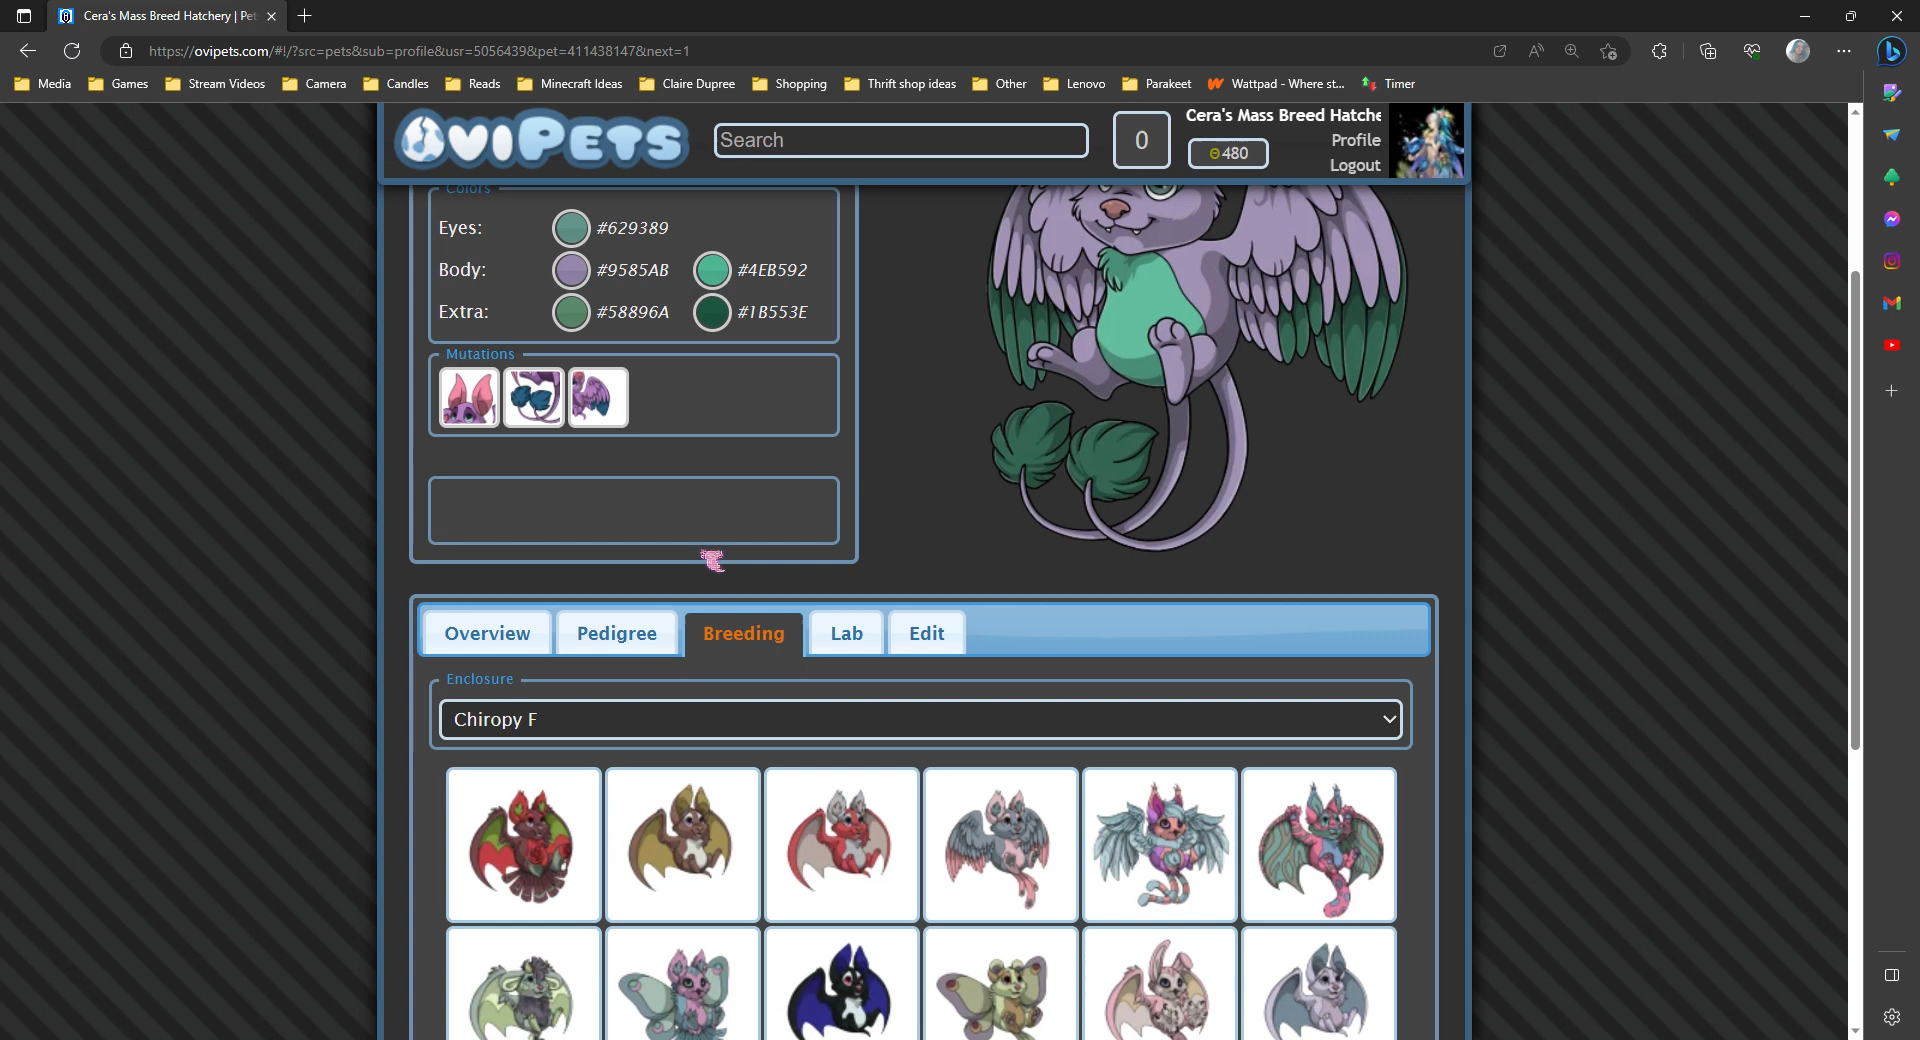 Cera's Mass Breed Hatchery | Pet
https://ovipets.com/#!/?src=pets&sub=profile&usr=5056439&pet=411438147&next=1
Media
Games
Stream Videos
Camera
Candles
Reads
Minecraft Ideas
Claire Dupree
Shopping
Thrift shop ideas
Other
Lenovo
Parakeet
Wattpad - Where st...
Timer
OviPets
Search
0
Cera's Mass Breed Hatche
480
Profile
Logout
Colors
Eyes: #629389
Body: #9585AB #4EB592
Extra: #58896A #1B553E
Mutations
Overview
Pedigree
Breeding
Lab
Edit
Enclosure
Chiropy F